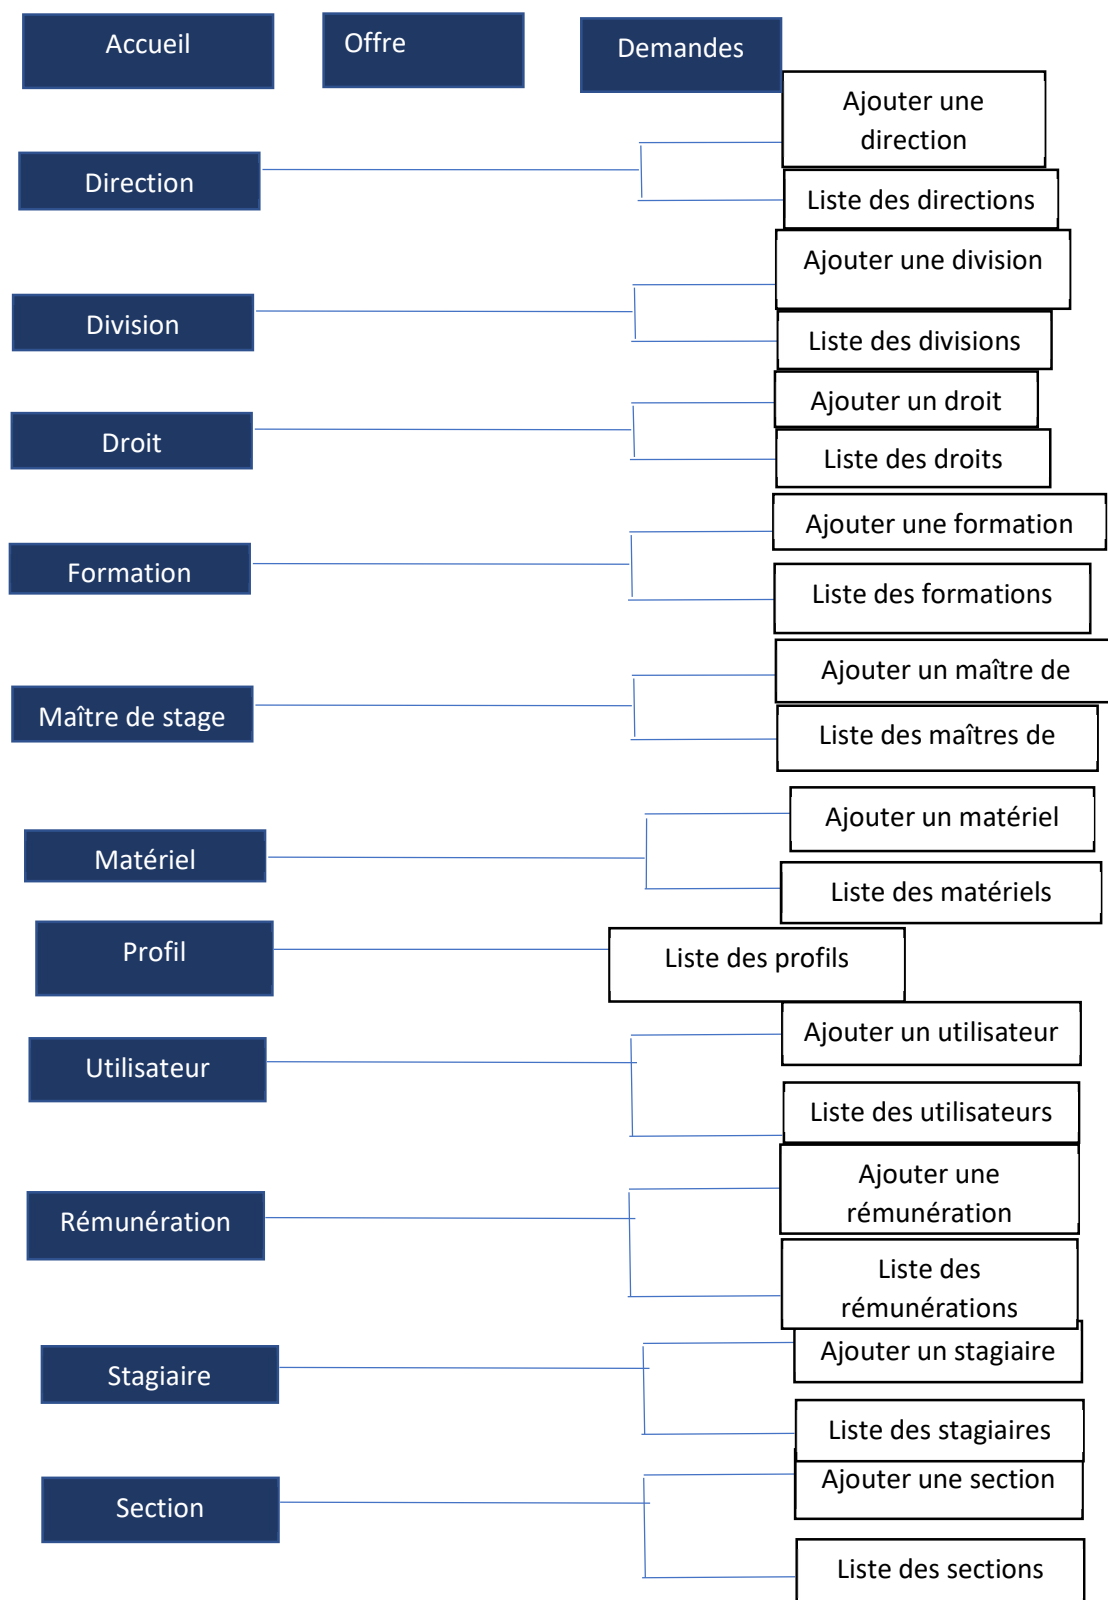 Accueil
Offre
Demandes
Ajouter une
direction
Direction
Liste des directions
Ajouter une division
Division
Liste des divisions
Ajouter un droit
Droit
Liste des droits
Ajouter une formation
Formation
Liste des formations
Ajouter un maître de
Maître de stage
Liste des maîtres de
Ajouter un matériel
Matériel
Liste des matériels
Profil
Liste des profils
Ajouter un utilisateur
Utilisateur
Liste des utilisateurs
Ajouter une
rémunération
Rémunération
Liste des
rémunérations
Ajouter un stagiaire
Stagiaire
Liste des stagiaires
Ajouter une section
Section
Liste des sections